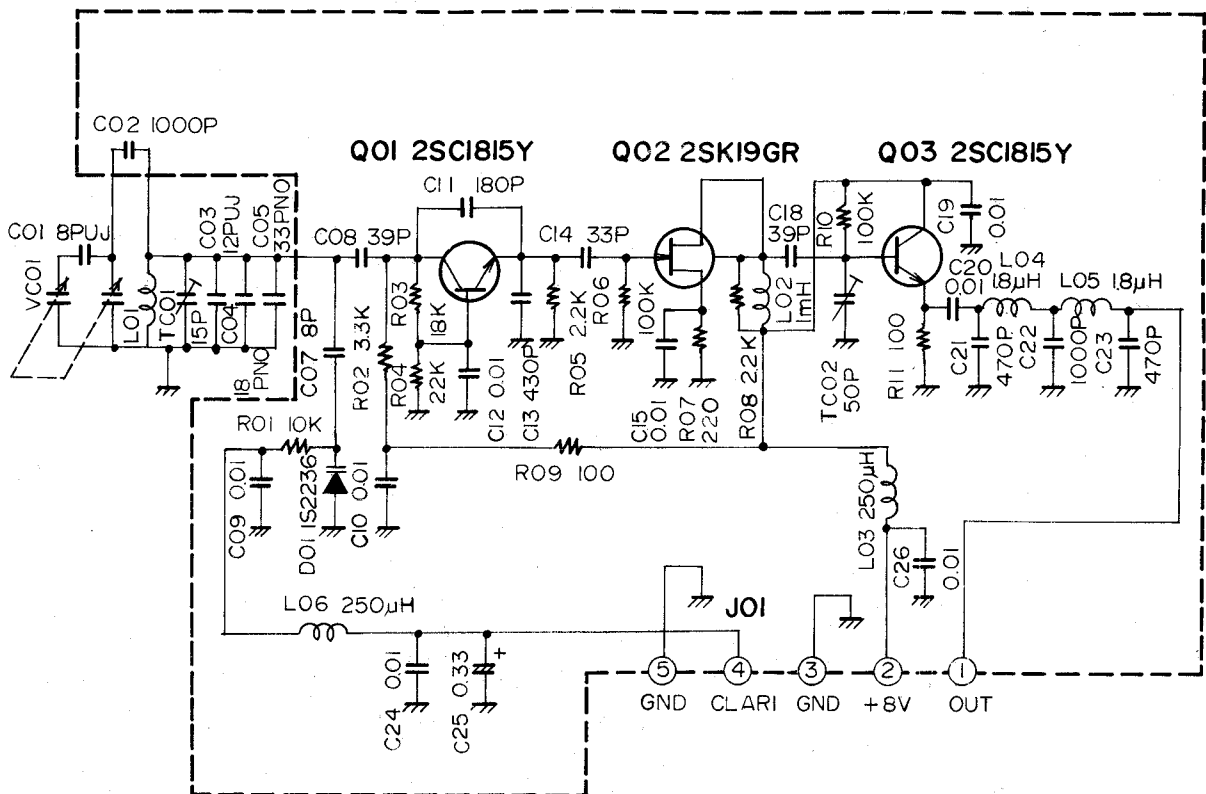 C02 1000P
Q01 2SC1815Y
Q02 2SK19GR
Q03 2SC1815Y
C11 180P
C01 8PUJ
VC01
L01
TC01
15P
C03
12PUJ
C04
18
PNO
C05
33PNO
C08 39P
C07 8P
R02 3.3K
R03
18K
R04
22K
C12 0.01
C13 430P
C14 33P
R05 2.2K
R06
100K
C15
0.01
R07
220
R08 2.2K
L02
1mH
C18
39P
R10
100K
TC02
50P
C19
0.01
R11 100
C20
0.01
L04
1.8µH
L05 1.8µH
C21
470P
C22
1000P
C23
470P
R01 10K
C09 0.01
D01 1S2236
C10 0.01
R09 100
L03 250µH
C26
0.01
L06 250µH
C24
0.01
C25
0.33
+
J01
5
4
3
2
1
GND
CLARI
GND
+8V
OUT